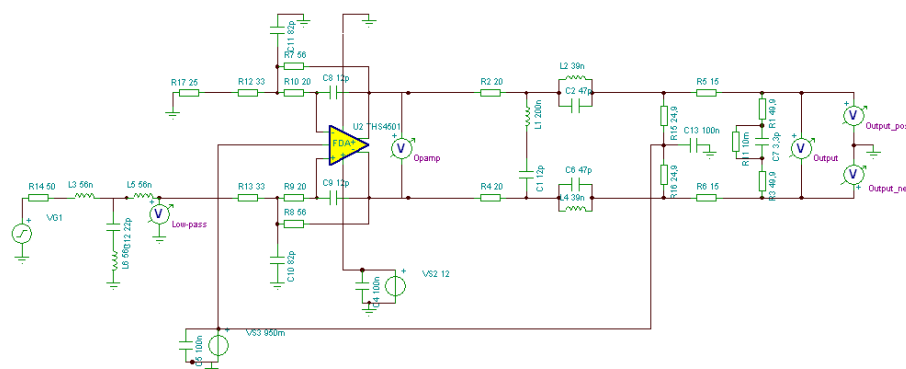 C11 82p
R7 56
R17 25
R12 33
R10 20
C8 12p
R2 20
L2 39n
C2 47p
R5 15
L1 200n
R15 24,9
C13 100n
R1 49,9
C7 3,3p
Output_pos
U2 THS4501
FDA+
Opamp
Output
C1 12p
C6 47p
R16 24,9
R3 49,9
Output_ne
R14 50
L3 56n
L5 56n
R13 33
R9 20
C9 12p
R4 20
L4 39n
R6 15
VG1
Low-pass
R8 56
C12 22p
L6 56n
C10 82p
VS2 12
C4 100n
VS3 950m
C5 100n